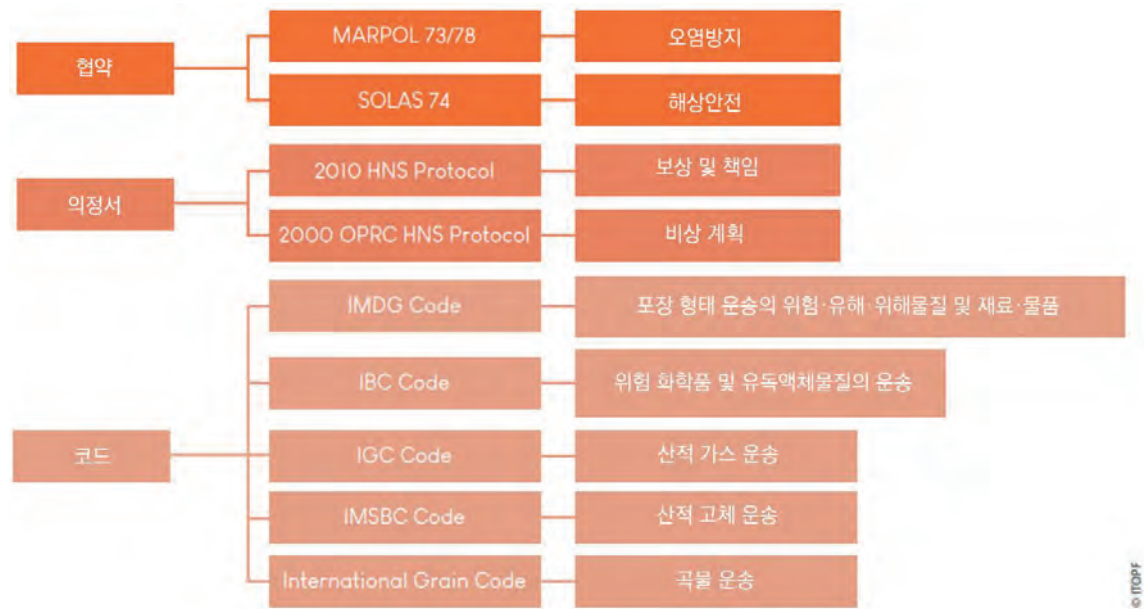 협약
MARPOL 73/78
오염방지
SOLAS 74
해상안전
의정서
2010 HNS Protocol
보상 및 책임
2000 OPRC HNS Protocol
비상 계획
코드
IMDG Code
포장 형태 운송의 위험·유해·위해물질 및 재료·물품
IBC Code
위험 화학품 및 유독액체물질의 운송
IGC Code
산적 가스 운송
IMSBC Code
산적 고체 운송
International Grain Code
곡물 운송
© ITOPF